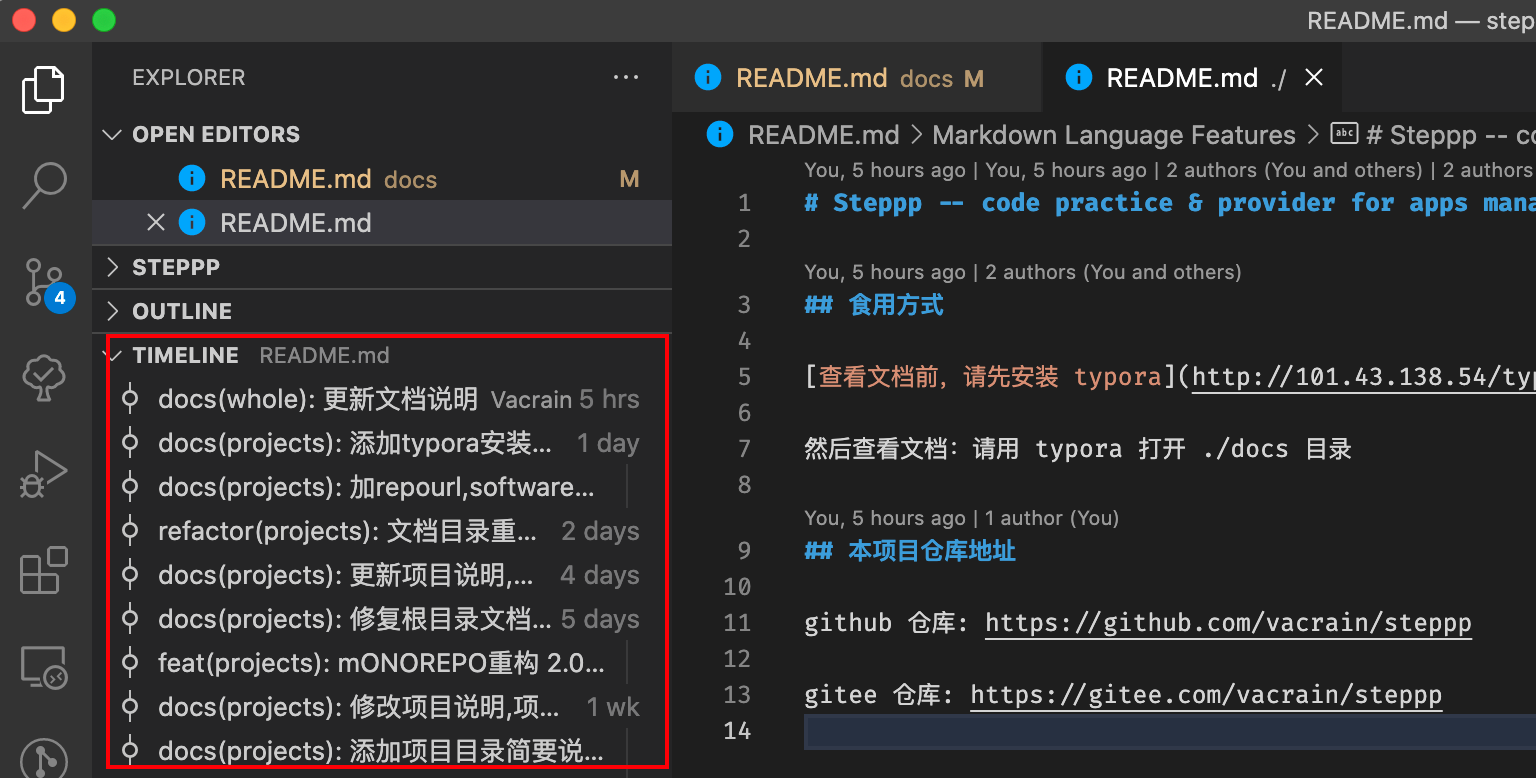 README.md — step
EXPLORER
OPEN EDITORS
README.md docs M
README.md
STEPPP
OUTLINE
TIMELINE README.md
docs(whole): 更新文档说明 Vacrain 5 hrs
docs(projects): 添加typora安装... 1 day
docs(projects): 加repourl,software...
refactor(projects): 文档目录重... 2 days
docs(projects): 更新项目说明,... 4 days
docs(projects): 修复根目录文档... 5 days
feat(projects): mONOREPO重构 2.0...
docs(projects): 修改项目说明,项... 1 wk
docs(projects): 添加项目目录简要说...
4
README.md docs M
README.md ./
README.md > Markdown Language Features > abc # Steppp -- co
You, 5 hours ago | You, 5 hours ago | 2 authors (You and others) | 2 authors
1 # Steppp -- code practice & provider for apps mana
2
You, 5 hours ago | 2 authors (You and others)
3 ## 食用方式
4
5 [查看文档前，请先安装 typora](http://101.43.138.54/typ
6
7 然后查看文档：请用 typora 打开 ./docs 目录
8
You, 5 hours ago | 1 author (You)
9 ## 本项目仓库地址
10
11 github 仓库: https://github.com/vacrain/steppp
12
13 gitee 仓库: https://gitee.com/vacrain/steppp
14